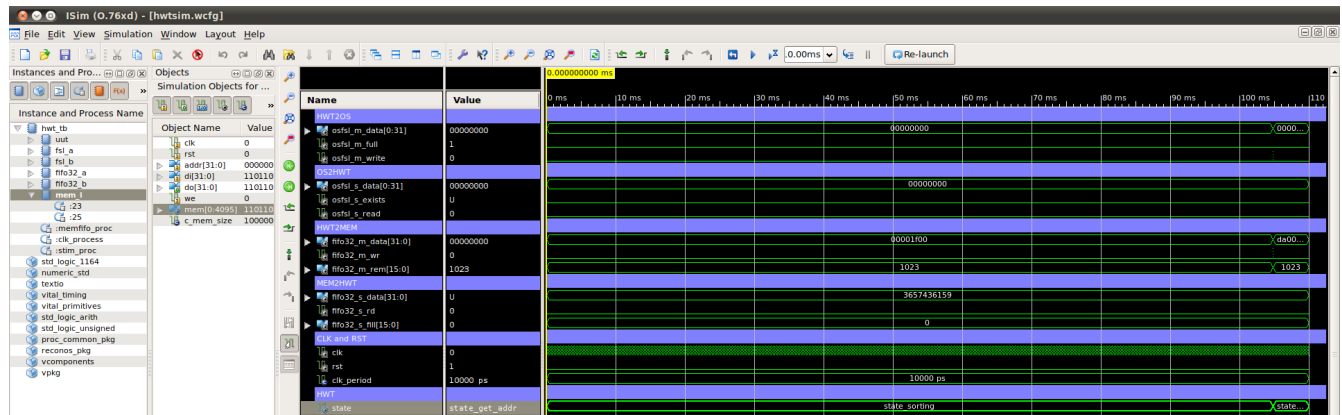 ISim (O.76xd) - [hwtsim.wcfg]
File Edit View Simulation Window Layout Help
0.00ms Re-launch
Instances and Pro...
F(x) »
Instance and Process Name
hwt_tb
uut
fsl_a
fsl_b
fifo32_a
fifo32_b
mem_i
:23
:25
:memfifo_proc
:clk_process
:stim_proc
std_logic_1164
numeric_std
textio
vital_timing
vital_primitives
std_logic_arith
std_logic_unsigned
proc_common_pkg
reconos_pkg
vcomponents
vpkg
Objects
Simulation Objects for ...
»
Object Name Value
clk 0
rst 0
addr[31:0] 000000
di[31:0] 110110
do[31:0] 110110
we 0
mem[0:4095] 110110
c_mem_size 100000
0.000000000 ms
Name Value 0 ms 10 ms 20 ms 30 ms 40 ms 50 ms 60 ms 70 ms 80 ms 90 ms 100 ms 110
HWT2OS
osfsl_m_data[0:31] 00000000 00000000 0000...
osfsl_m_full 1
osfsl_m_write 0
OS2HWT
osfsl_s_data[0:31] 00000000 00000000
osfsl_s_exists U
osfsl_s_read 0
HWT2MEM
fifo32_m_data[31:0] 00000000 00001f00 da00...
fifo32_m_wr 0
fifo32_m_rem[15:0] 1023 1023 1023
MEM2HWT
fifo32_s_data[31:0] U 3657436159
fifo32_s_rd 0
fifo32_s_fill[15:0] 0 0
CLK and RST
clk 0
rst 1
clk_period 10000 ps 10000 ps
HWT
state state_get_addr state_sorting state...